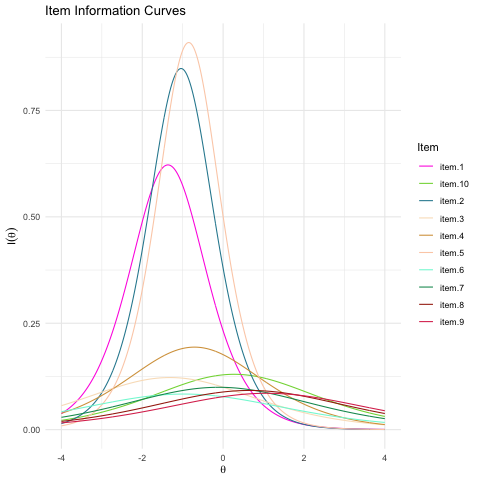 Item Information Curves
I(θ)
0.75
0.50
0.25
0.00
-4
-2
0
2
4
θ
Item
item.1
item.10
item.2
item.3
item.4
item.5
item.6
item.7
item.8
item.9